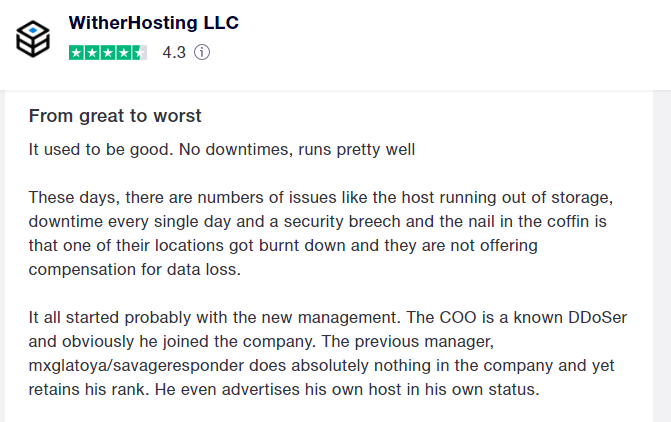 WitherHosting LLC
4.3
From great to worst
It used to be good. No downtimes, runs pretty well
These days, there are numbers of issues like the host running out of storage,
downtime every single day and a security breech and the nail in the coffin is
that one of their locations got burnt down and they are not offering
compensation for data loss.
It all started probably with the new management. The COO is a known DDoSer
and obviously he joined the company. The previous manager,
mxglatoya/savageresponder does absolutely nothing in the company and yet
retains his rank. He even advertises his own host in his own status.